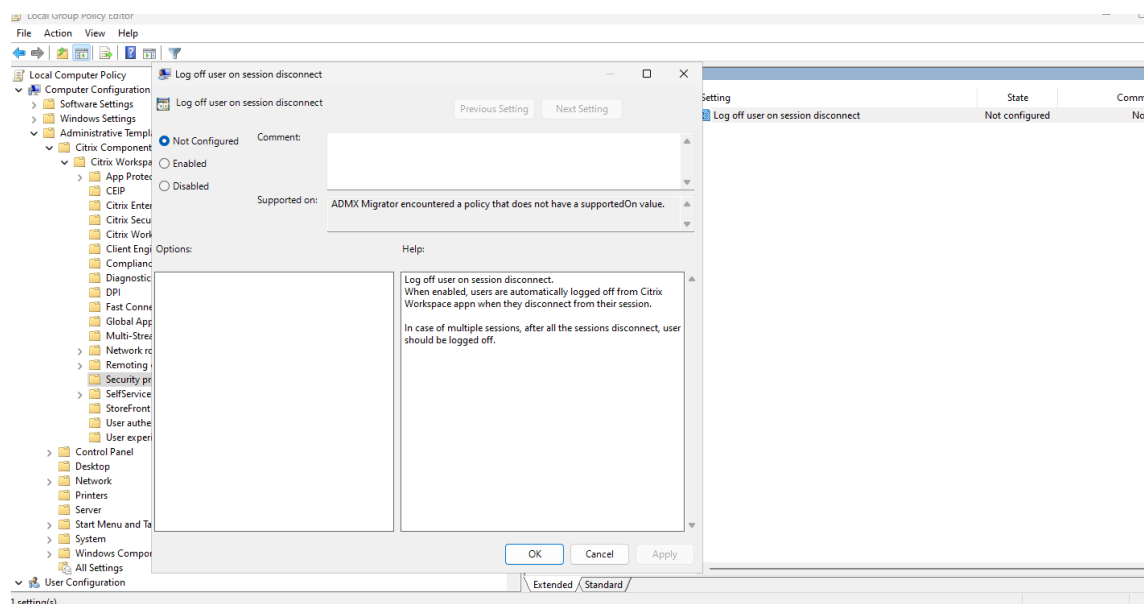 Local Group Policy Editor
File Action View Help
Local Computer Policy
Computer Configuration
Software Settings
Windows Settings
Administrative Templ
Citrix Component
Citrix Workspa
App Protec
CEIP
Citrix Enter
Citrix Secu
Citrix Work
Client Engi
Complianc
Diagnostic
DPI
Fast Conne
Global App
Multi-Strea
Network ro
Remoting
Security pr
SelfService
StoreFront
User authe
User experi
Control Panel
Desktop
Network
Printers
Server
Start Menu and Ta
System
Windows Compor
All Settings
User Configuration
1 setting(s)
Log off user on session disconnect
Log off user on session disconnect
Previous Setting Next Setting
Not Configured
Enabled
Disabled
Comment:
Supported on:
ADMX Migrator encountered a policy that does not have a supportedOn value.
Options:
Help:
Log off user on session disconnect.
When enabled, users are automatically logged off from Citrix
Workspace appn when they disconnect from their session.
In case of multiple sessions, after all the sessions disconnect, user
should be logged off.
OK Cancel Apply
Setting State Comm
Log off user on session disconnect Not configured No
Extended Standard